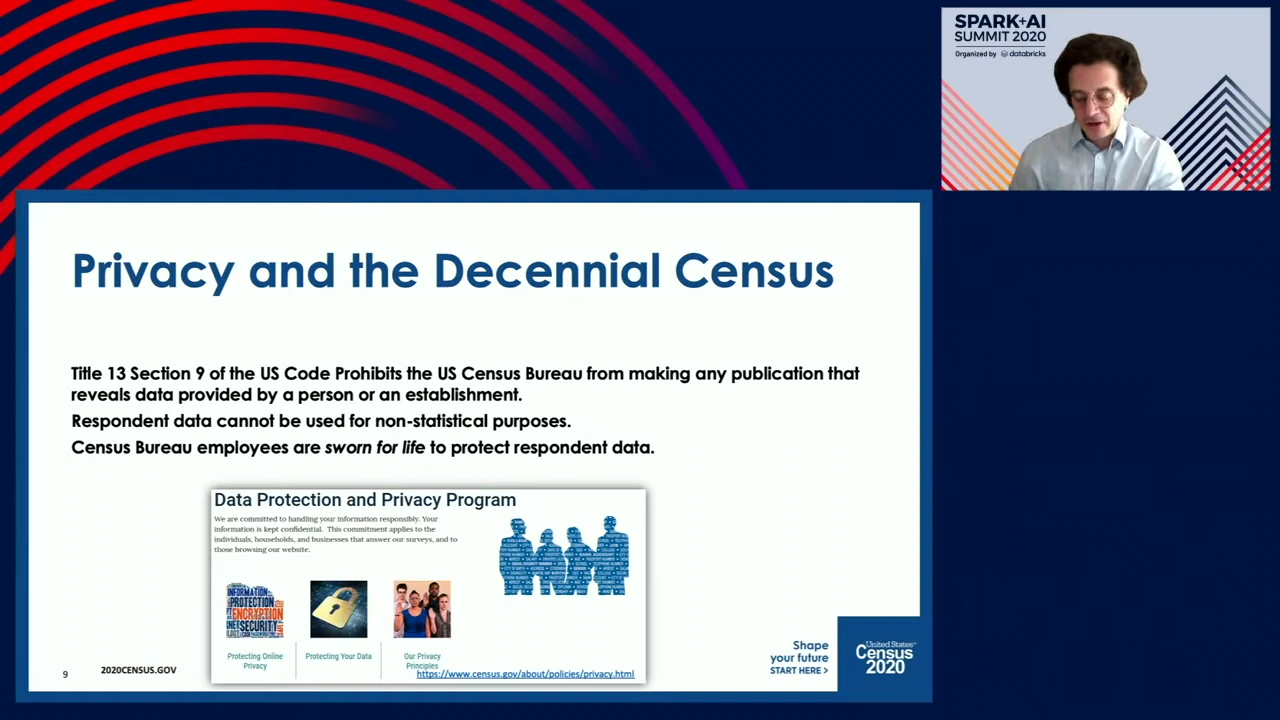 SPARK+AI
SUMMIT 2020
Organized by databricks
Privacy and the Decennial Census
Title 13 Section 9 of the US Code Prohibits the US Census Bureau from making any publication that
reveals data provided by a person or an establishment.
Respondent data cannot be used for non-statistical purposes.
Census Bureau employees are sworn for life to protect respondent data.
Data Protection and Privacy Program
We are committed to handling your information responsibly. Your
information is kept confidential. This commitment applies to the
individuals, households, and businesses that answer our surveys, and to
those browsing our website.
INFORMATION
PROTECTION
ENCRYPTION
SECURITY
Protecting Online
Privacy
Protecting Your Data
Our Privacy
Principles
https://www.census.gov/about/policies/privacy.html
9
2020CENSUS.GOV
Shape
your future
START HERE >
United States®
Census
2020